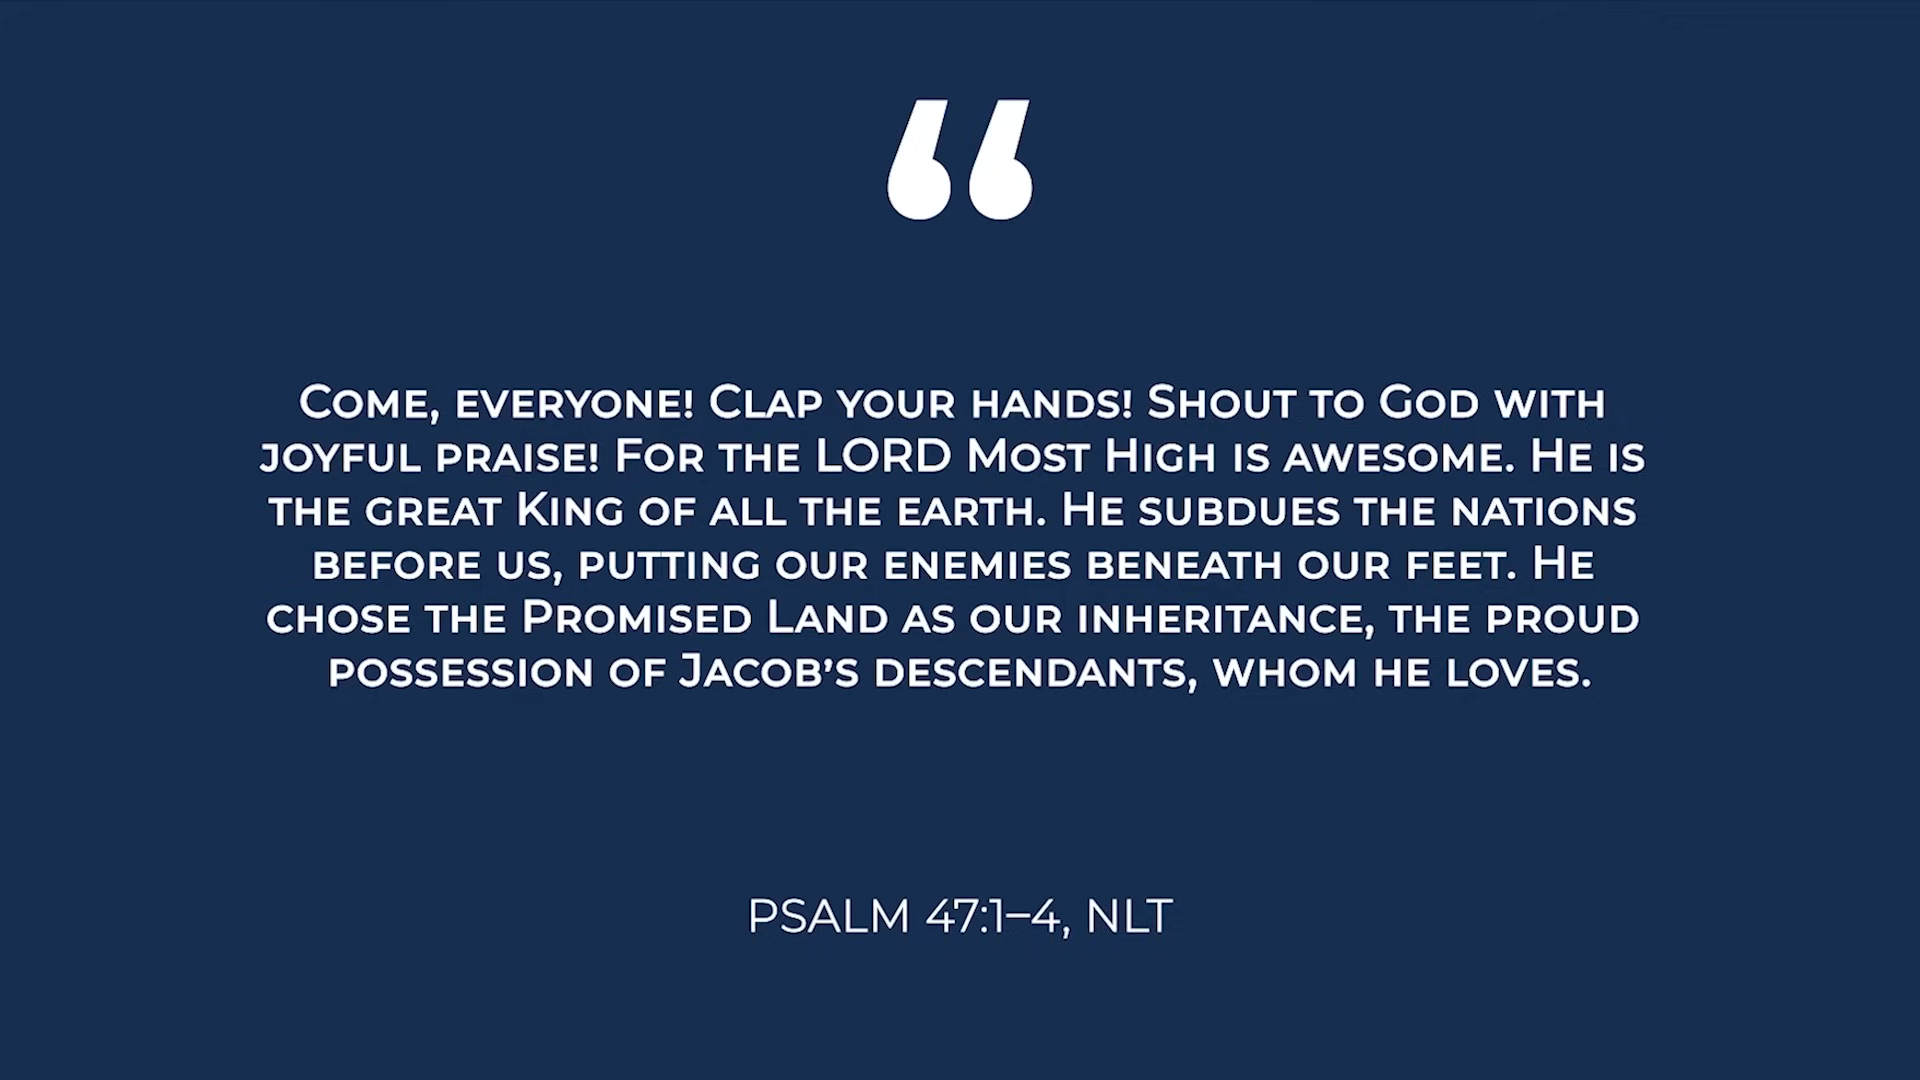 “
Come, everyone! Clap your hands! Shout to God with
joyful praise! For the LORD Most High is awesome. He is
the great King of all the earth. He subdues the nations
before us, putting our enemies beneath our feet. He
chose the Promised Land as our inheritance, the proud
possession of Jacob’s descendants, whom he loves.
PSALM 47:1–4, NLT